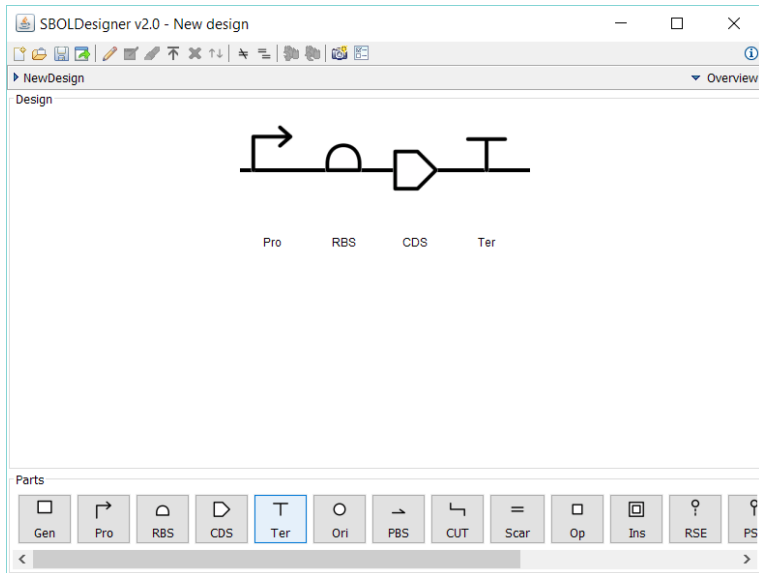 SBOLDesigner v2.0 - New design
NewDesign Overview
Design
Pro RBS CDS Ter
Parts
Gen Pro RBS CDS Ter Ori PBS CUT Scar Op Ins RSE PS